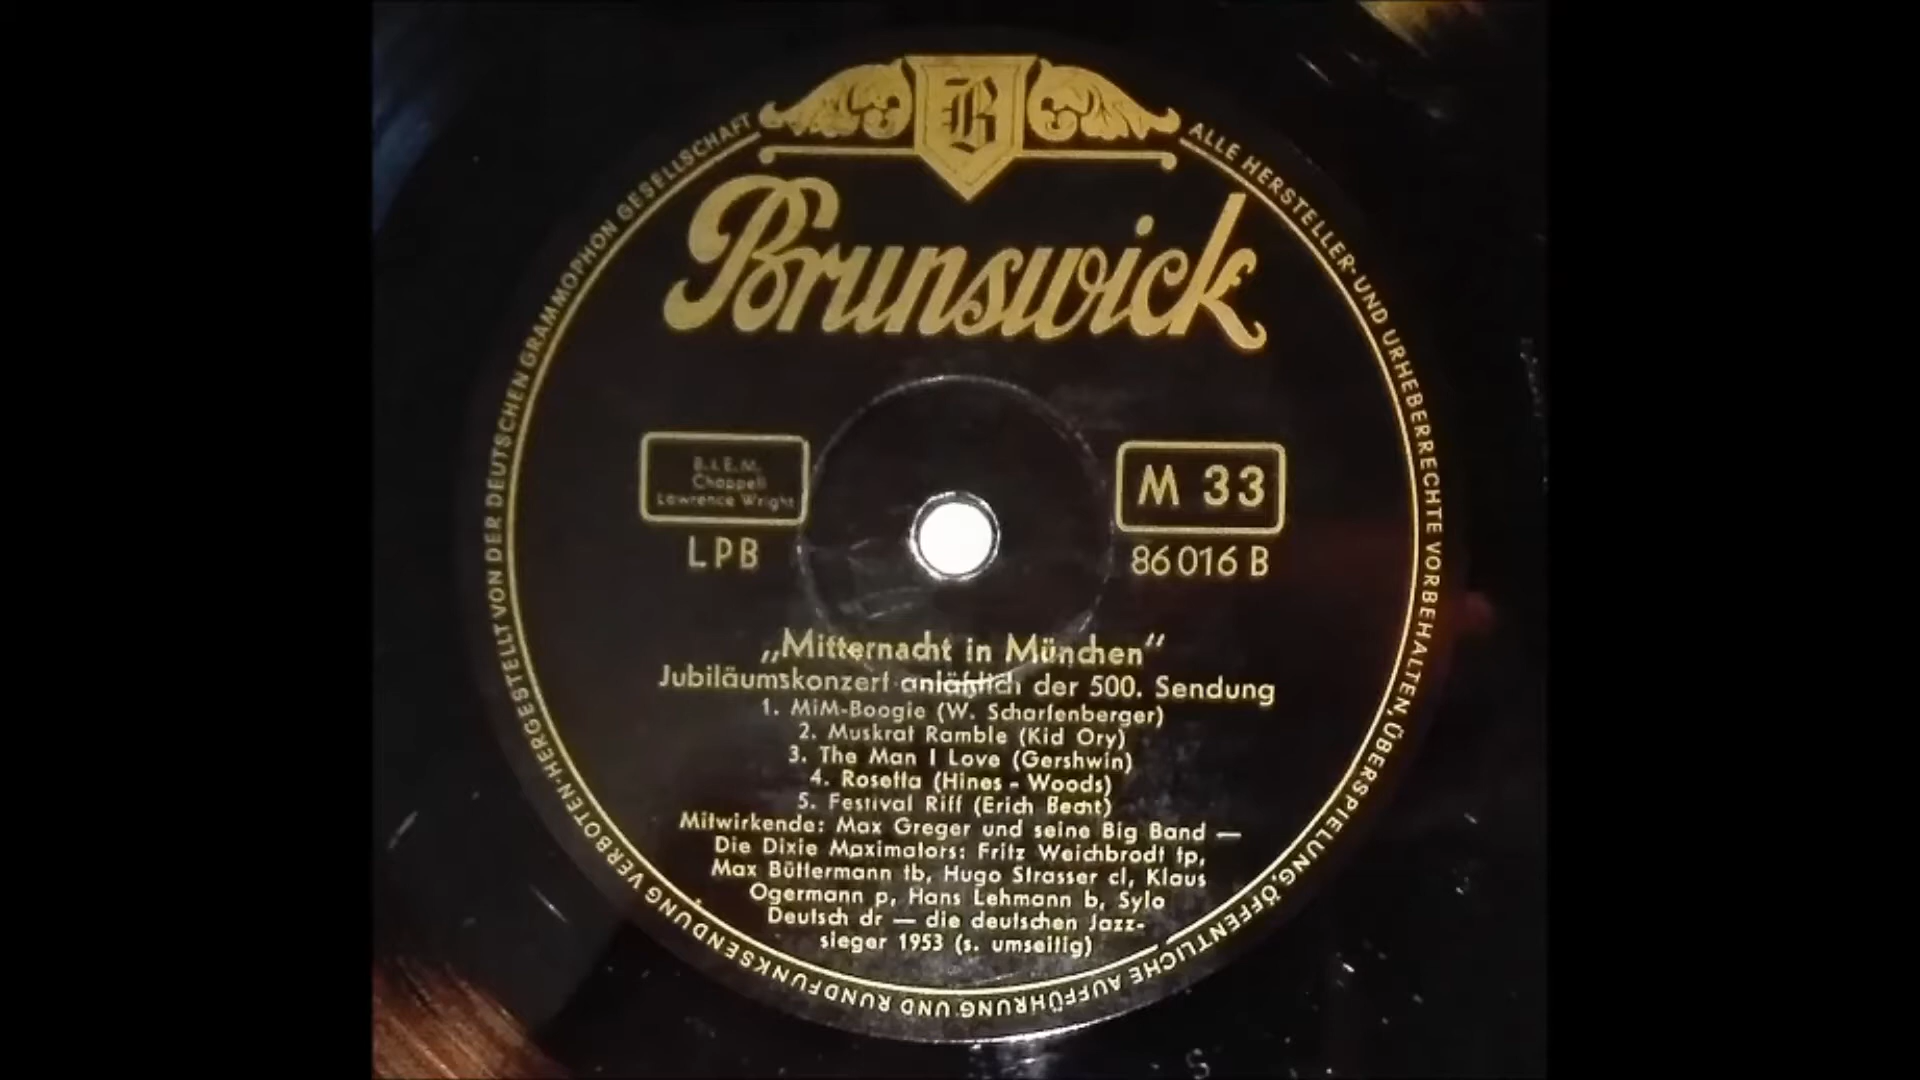 B
Brunswick
ALLE HERSTELLER- UND URHEBERRECHTE VORBEHALTEN, ÜBERSPIELUNG, ÖFFENTLICHE AUFFÜHRUNG UND RUNDFUNKSENDUNG VERBOTEN-HERGESTELLT VON DER DEUTSCHEN GRAMMOPHON GESELLSCHAFT
B.I.E.M.
Chappell
Lawrence Wright
M 33
LPB
86016 B
„Mitternacht in München“
Jubiläumskonzert anläßlich der 500. Sendung
1. MiM-Boogie (W. Scharfenberger)
2. Muskrat Ramble (Kid Ory)
3. The Man I Love (Gershwin)
4. Rosetta (Hines - Woods)
5. Festival Riff (Erich Becht)
Mitwirkende: Max Greger und seine Big Band —
Die Dixie Maximators: Fritz Weichbrodt tp,
Max Büttermann tb, Hugo Strasser cl, Klaus
Ogermann p, Hans Lehmann b, Sylo
Deutsch dr — die deutschen Jazz-
sieger 1953 (s. umseitig)